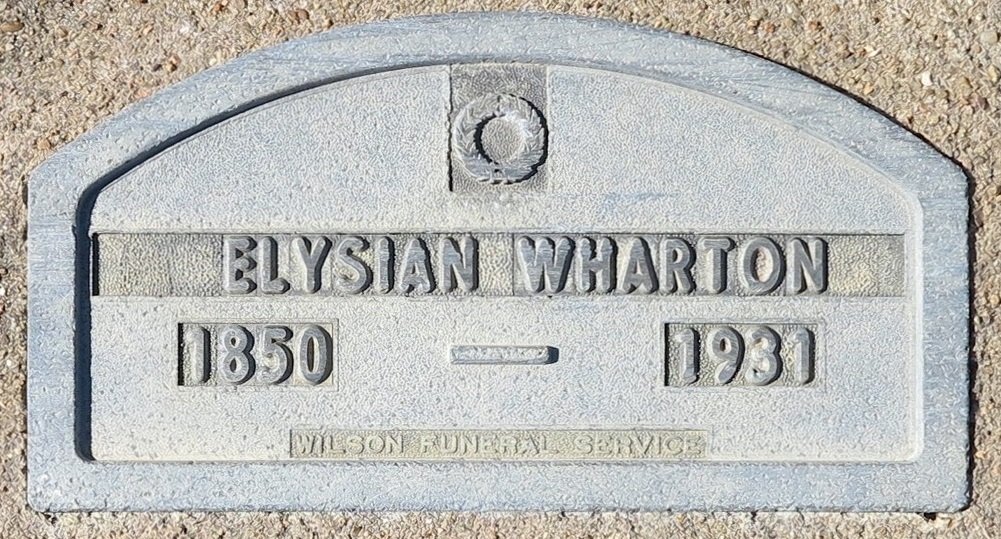 ELYSIAN WHARTON
1850 — 1931
WILSON FUNERAL SERVICE